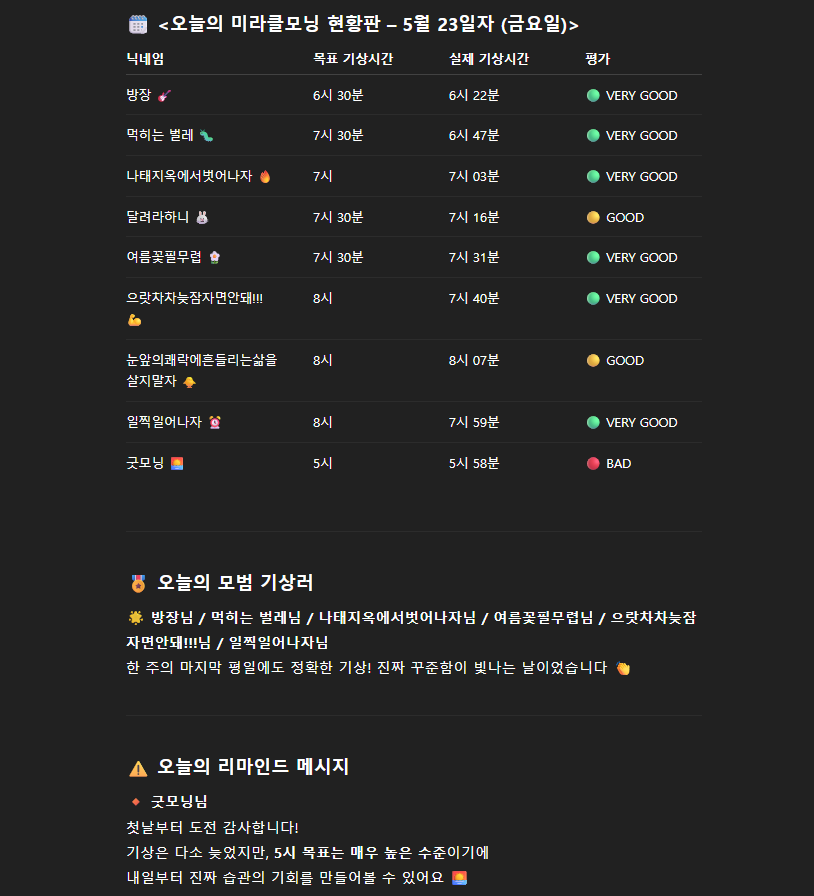 <오늘의 미라클모닝 현황판 – 5월 23일자 (금요일)>
닉네임 목표 기상시간 실제 기상시간 평가
방장 🎸 6시 30분 6시 22분 🟢 VERY GOOD
먹히는 벌레 🐛 7시 30분 6시 47분 🟢 VERY GOOD
나태지옥에서벗어나자 🔥 7시 7시 03분 🟢 VERY GOOD
달려라하니 🐰 7시 30분 7시 16분 🟡 GOOD
여름꽃필무렵 🌸 7시 30분 7시 31분 🟢 VERY GOOD
으랏차차늦잠자면안돼!!! 8시 7시 40분 🟢 VERY GOOD
💪
눈앞의쾌락에흔들리는삶을 8시 8시 07분 🟡 GOOD
살지말자 🐥
일찍일어나자 ⏰ 8시 7시 59분 🟢 VERY GOOD
굿모닝 🌅 5시 5시 58분 🔴 BAD
🏅 오늘의 모범 기상러
🌟 방장님 / 먹히는 벌레님 / 나태지옥에서벗어나자님 / 여름꽃필무렵님 / 으랏차차늦잠
자면안돼!!!님 / 일찍일어나자님
한 주의 마지막 평일에도 정확한 기상! 진짜 꾸준함이 빛나는 날이었습니다 👏
⚠️ 오늘의 리마인드 메시지
🔸 굿모닝님
첫날부터 도전 감사합니다!
기상은 다소 늦었지만, 5시 목표는 매우 높은 수준이기에
내일부터 진짜 습관의 기회를 만들어볼 수 있어요 🌅